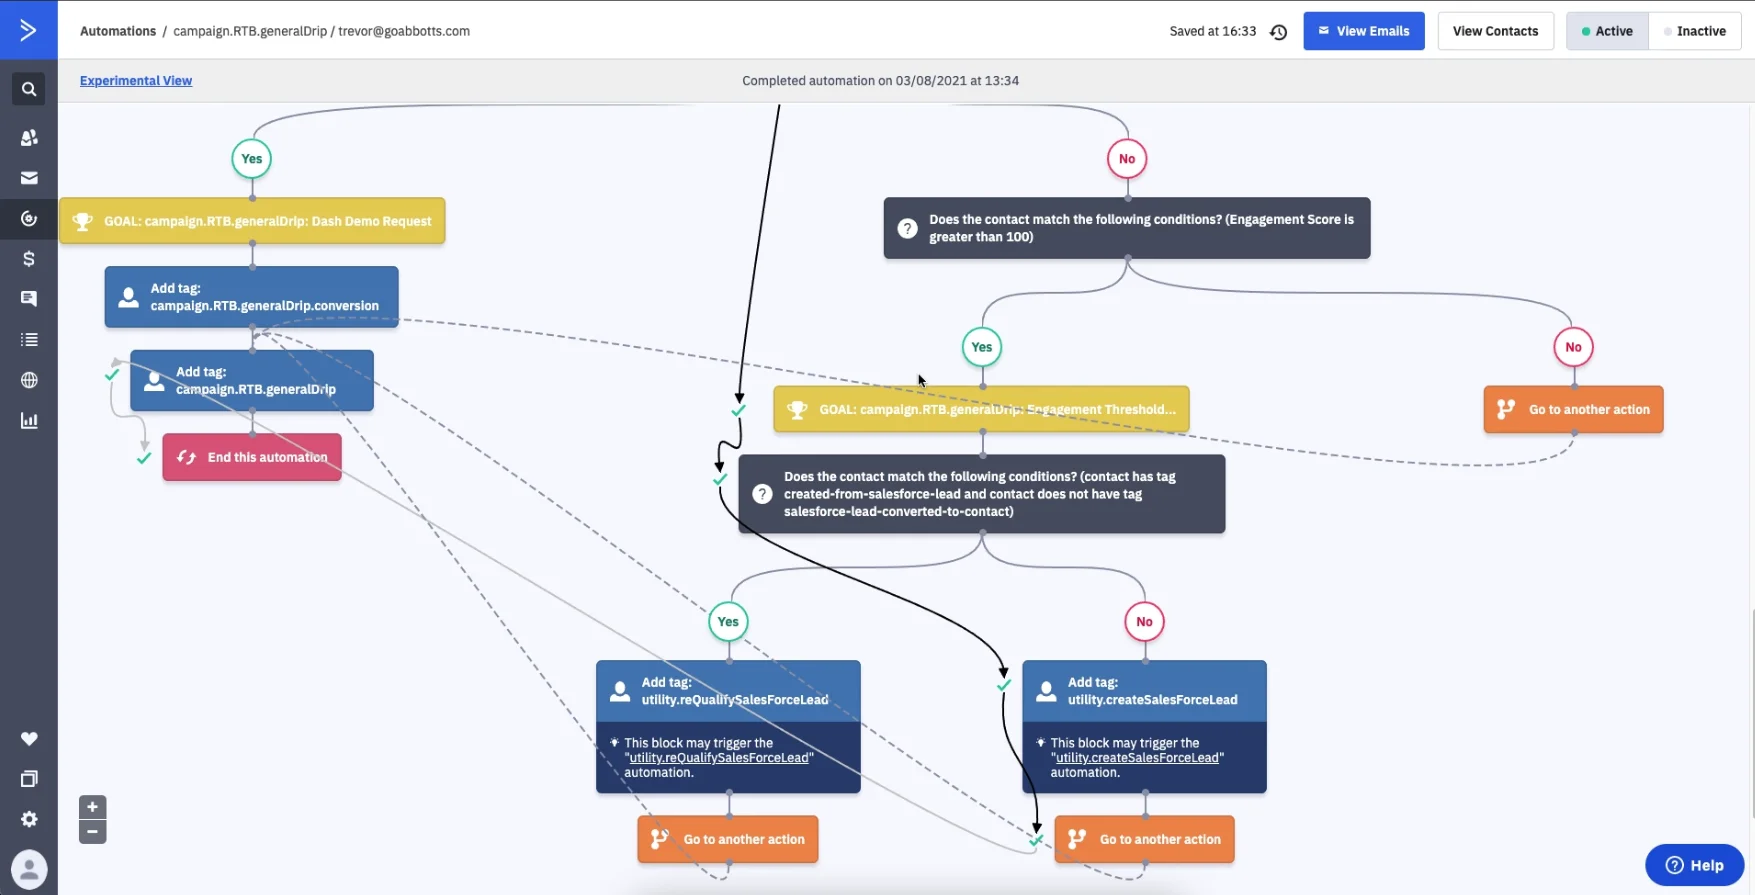 Automations / campaign.RTB.generalDrip / trevor@goabbotts.com
Saved at 16:33
View Emails
View Contacts
Active
Inactive
Experimental View
Completed automation on 03/08/2021 at 13:34
Yes
No
GOAL: campaign.RTB.generalDrip: Dash Demo Request
Does the contact match the following conditions? (Engagement Score is
greater than 100)
Add tag:
campaign.RTB.generalDrip.conversion
Yes
No
Add tag:
campaign.RTB.generalDrip
GOAL: campaign.RTB.generalDrip: Engagement Threshold...
Go to another action
End this automation
Does the contact match the following conditions? (contact has tag
created-from-salesforce-lead and contact does not have tag
salesforce-lead-converted-to-contact)
Yes
No
Add tag:
utility.reQualifySalesForceLead
This block may trigger the
"utility.reQualifySalesForceLead"
automation.
Add tag:
utility.createSalesForceLead
This block may trigger the
"utility.createSalesForceLead"
automation.
Go to another action
Go to another action
Help